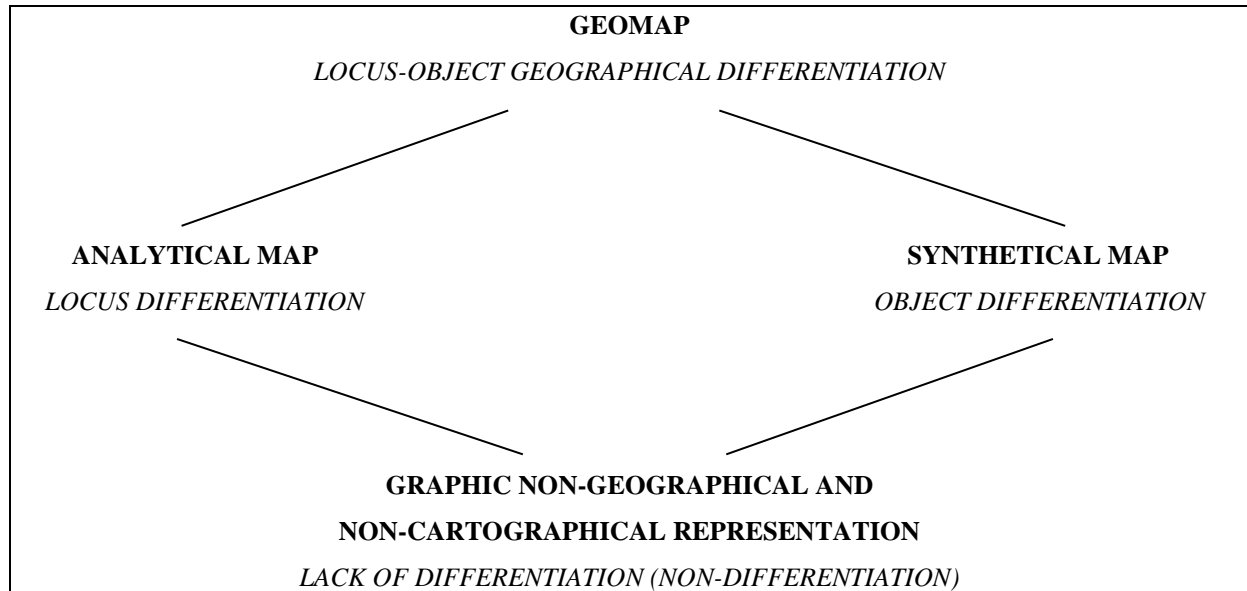 GEOMAP
LOCUS-OBJECT GEOGRAPHICAL DIFFERENTIATION
ANALYTICAL MAP
LOCUS DIFFERENTIATION
SYNTHETICAL MAP
OBJECT DIFFERENTIATION
GRAPHIC NON-GEOGRAPHICAL AND
NON-CARTOGRAPHICAL REPRESENTATION
LACK OF DIFFERENTIATION (NON-DIFFERENTIATION)